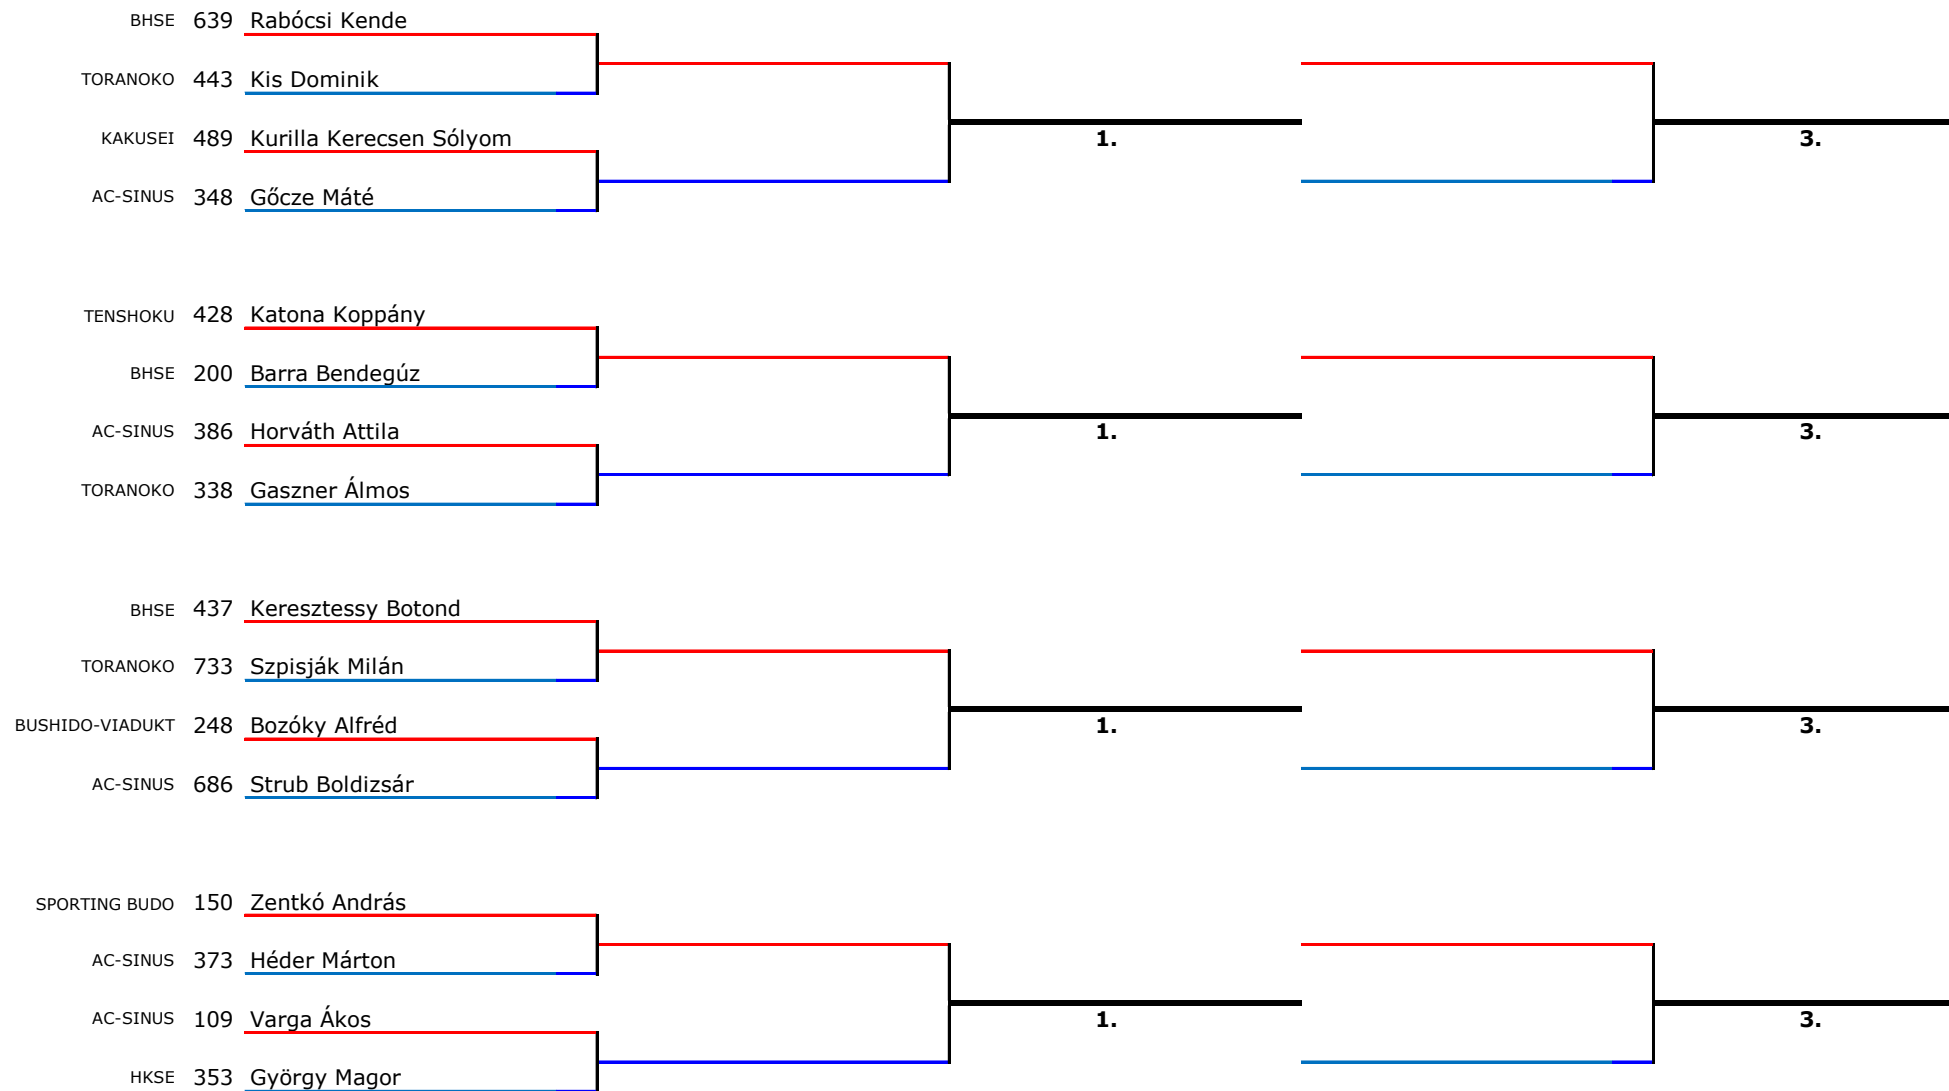 BHSE 639 Rabócsi Kende
TORANOKO 443 Kis Dominik
KAKUSEI 489 Kurilla Kerecsen Sólyom 1. 3.
AC-SINUS 348 Gőcze Máté
TENSHOKU 428 Katona Koppány
BHSE 200 Barra Bendegúz
AC-SINUS 386 Horváth Attila 1. 3.
TORANOKO 338 Gaszner Álmos
BHSE 437 Keresztessy Botond
TORANOKO 733 Szpisják Milán
BUSHIDO-VIADUKT 248 Bozóky Alfréd 1. 3.
AC-SINUS 686 Strub Boldizsár
SPORTING BUDO 150 Zentkó András
AC-SINUS 373 Héder Márton
AC-SINUS 109 Varga Ákos 1. 3.
HKSE 353 György Magor